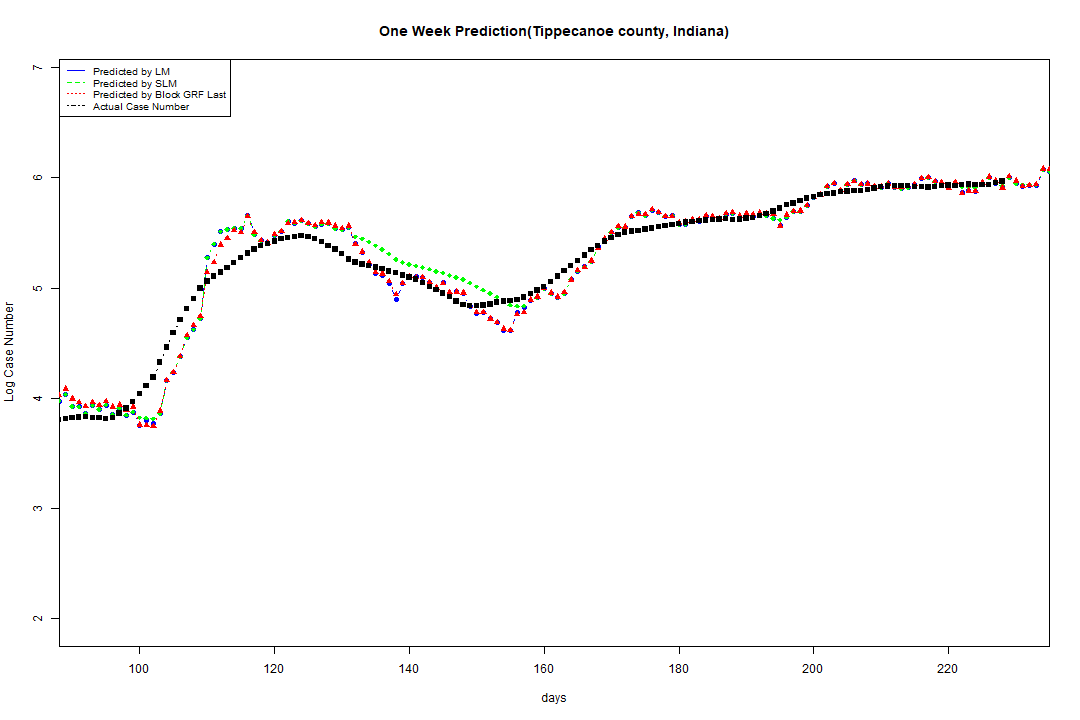 One Week Prediction(Tippecanoe county, Indiana)
Predicted by LM
Predicted by SLM
Predicted by Block GRF Last
Actual Case Number
7
6
5
4
3
2
Log Case Number
100 120 140 160 180 200 220
days